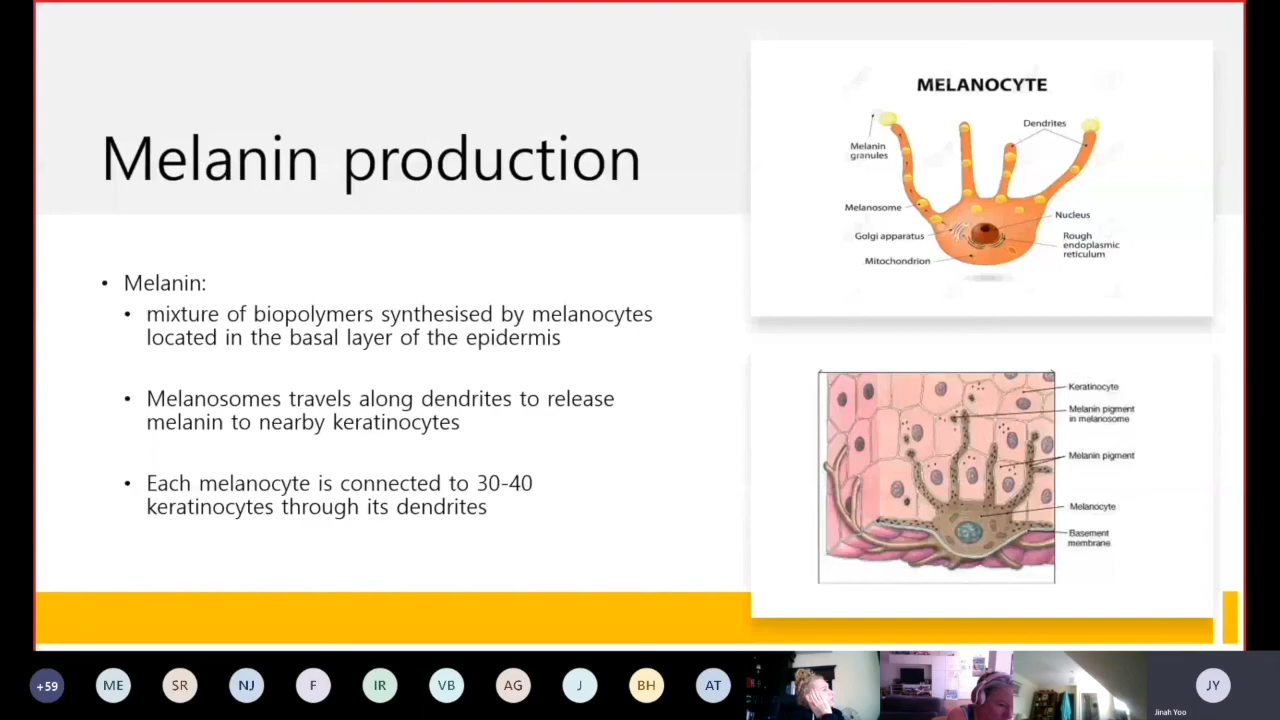 Melanin production
• Melanin:
• mixture of biopolymers synthesised by melanocytes
located in the basal layer of the epidermis
• Melanosomes travels along dendrites to release
melanin to nearby keratinocytes
• Each melanocyte is connected to 30-40
keratinocytes through its dendrites
MELANOCYTE
Dendrites
Melanin
granules
Melanosome
Golgi apparatus
Mitochondrion
Nucleus
Rough
endoplasmic
reticulum
Keratinocyte
Melanin pigment
in melanosome
Melanin pigment
Melanocyte
Basement
membrane
+59
ME
SR
NJ
F
IR
VB
AG
J
BH
AT
JY
Jinah Yoo